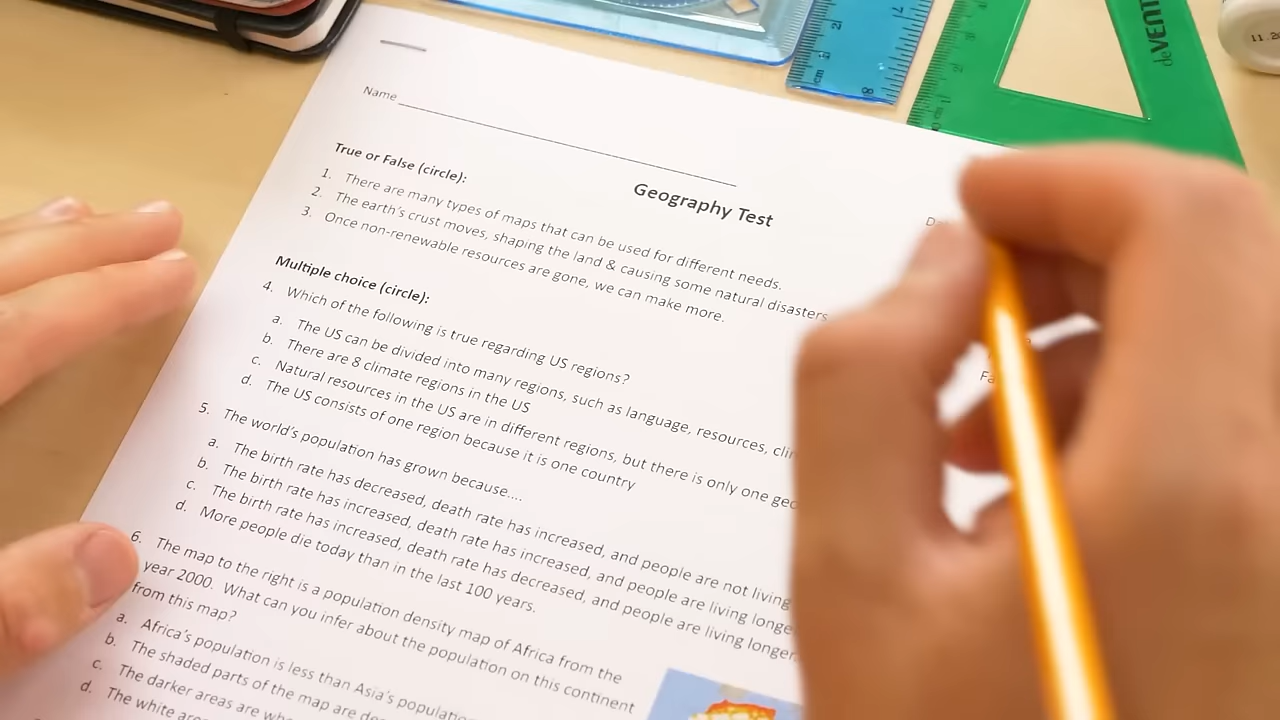 Name
Geography Test
True or False (circle):
1. There are many types of maps that can be used for different needs.
2. The earth's crust moves, shaping the land & causing some natural disasters
3. Once non-renewable resources are gone, we can make more.
Multiple choice (circle):
4. Which of the following is true regarding US regions?
a. The US can be divided into many regions, such as language, resources,
b. There are 8 climate regions in the US
c. Natural resources in the US are in different regions, but there is only one
d. The US consists of one region because it is one country
5. The world's population has grown because....
a. The birth rate has decreased, death rate has increased, and people are not living
b. The birth rate has increased, death rate has increased, and people are living
c. The birth rate has increased, death rate has decreased, and people are living longer
d. More people die today than in the last 100 years.
6. The map to the right is a population density map of Africa from the
year 2000. What can you infer about the population on this continent
from this map?
a. Africa's population is less than Asia's
b. The shaded parts of the map are
c. The darker areas are
d. The white
deVENT
cm